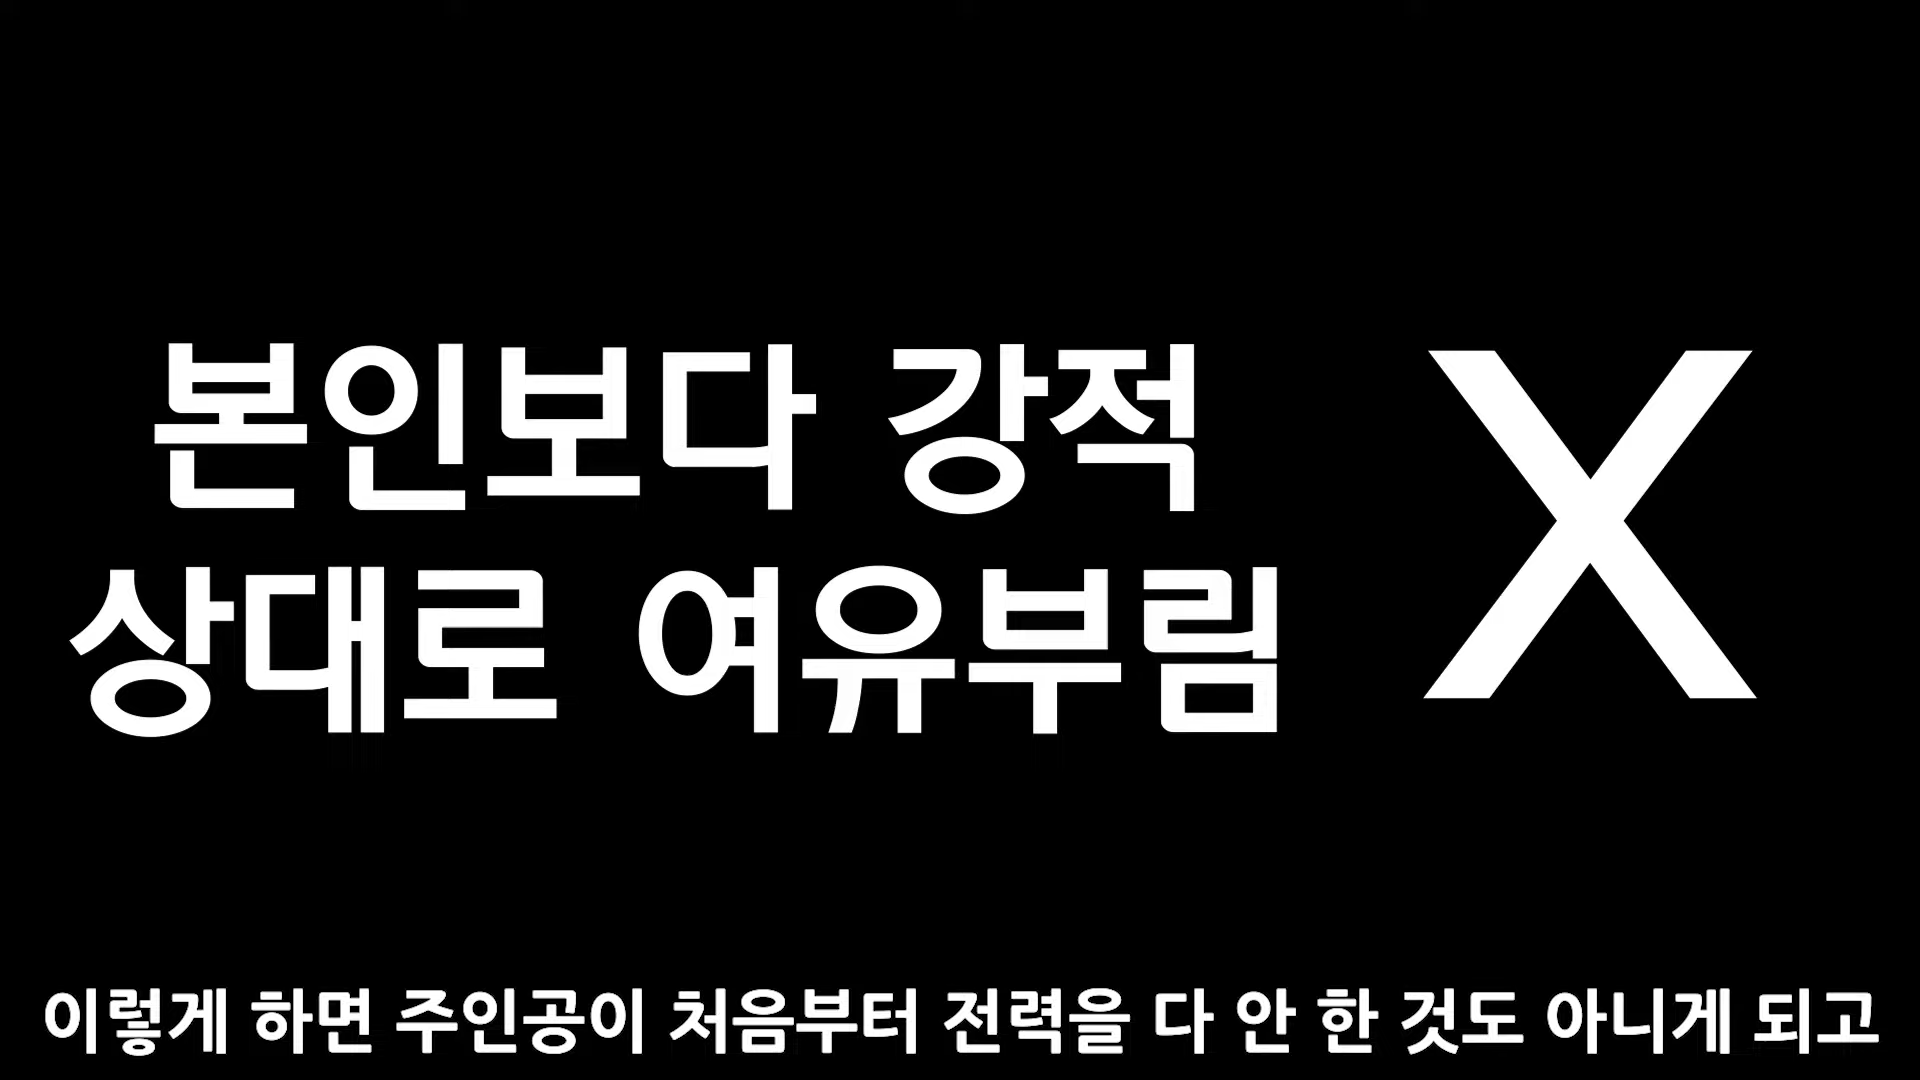 본인보다 강적
상대로 여유부림
X
이렇게 하면 주인공이 처음부터 전력을 다 안 한 것도 아니게 되고